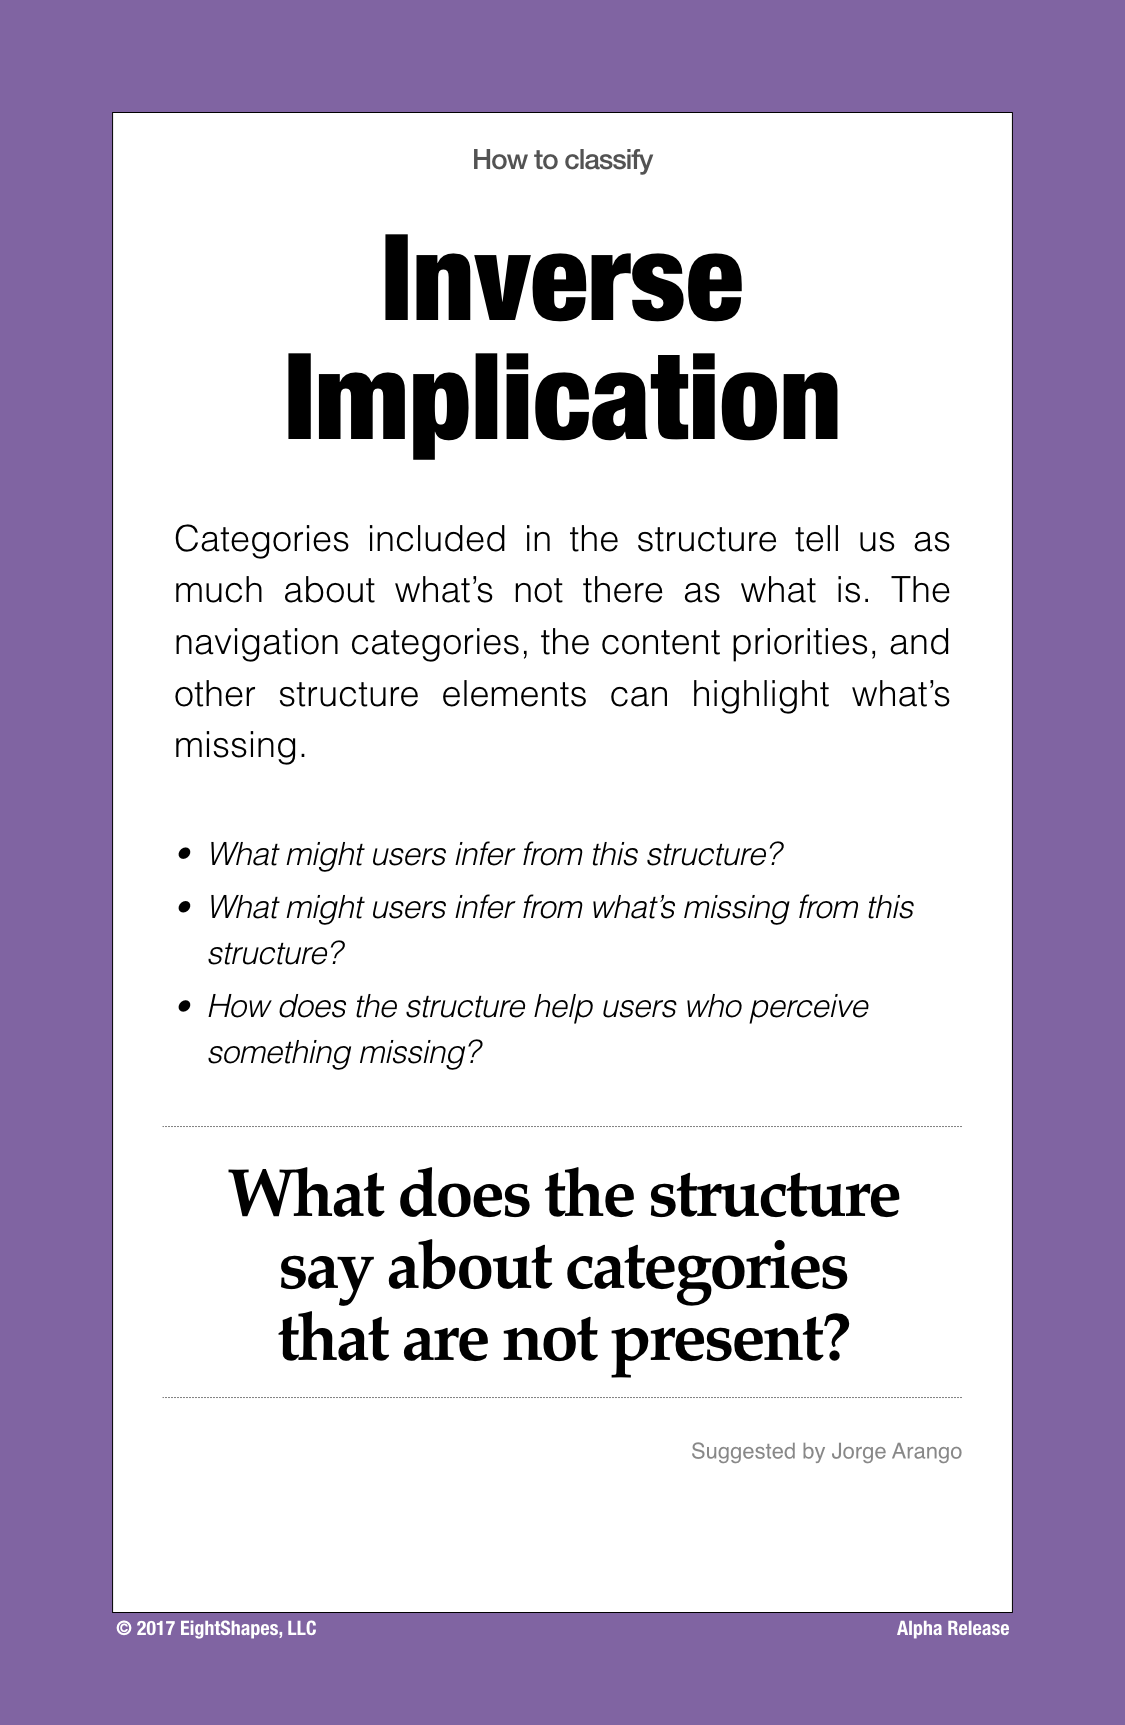 How to classify
Inverse
Implication
Categories included in the structure tell us as
much about what’s not there as what is. The
navigation categories, the content priorities, and
other structure elements can highlight what’s
missing.
• What might users infer from this structure?
• What might users infer from what’s missing from this
structure?
• How does the structure help users who perceive
something missing?
What does the structure
say about categories
that are not present?
Suggested by Jorge Arango
© 2017 EightShapes, LLC
Alpha Release